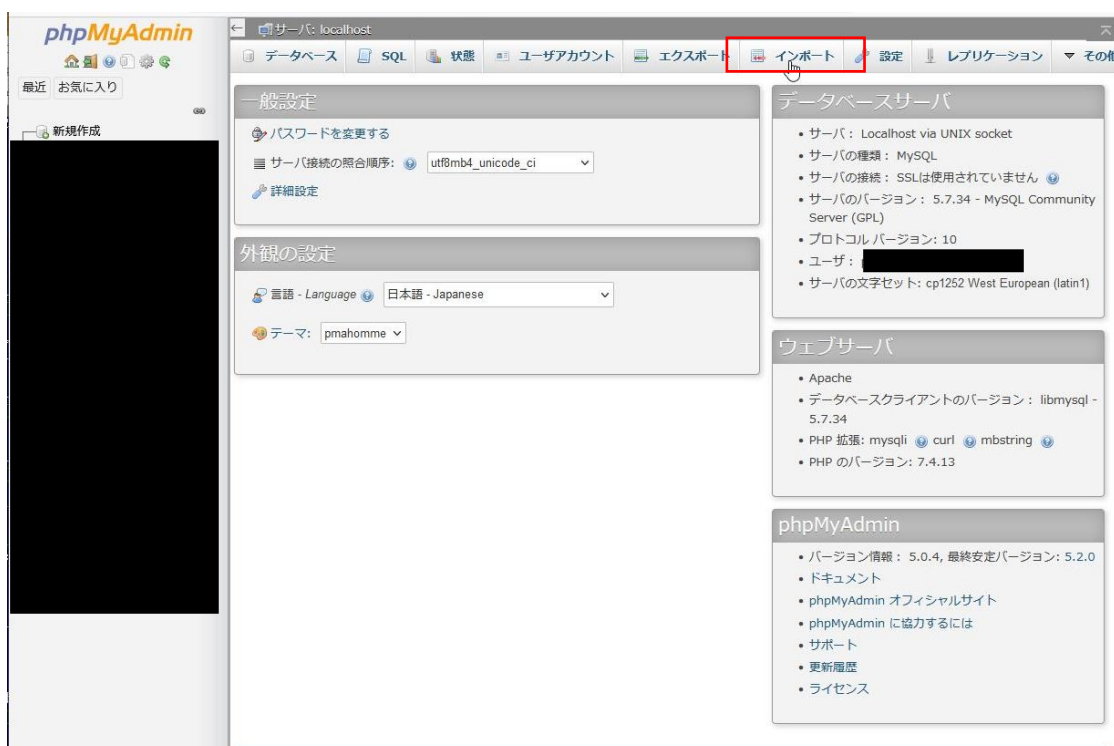 phpMyAdmin
最近 お気に入り
新規作成
サーバ: localhost
データベース SQL 状態 ユーザアカウント エクスポート インポート 設定 レプリケーション その他
一般設定
パスワードを変更する
サーバ接続の照合順序: utf8mb4_unicode_ci
詳細設定
外観の設定
言語 - Language 日本語 - Japanese
テーマ: pmahomme
データベースサーバ
• サーバ： Localhost via UNIX socket
• サーバの種類： MySQL
• サーバの接続： SSLは使用されていません
• サーバのバージョン： 5.7.34 - MySQL Community
Server (GPL)
• プロトコル バージョン: 10
• ユーザ：
• サーバの文字セット: cp1252 West European (latin1)
ウェブサーバ
• Apache
• データベースクライアントのバージョン： libmysql -
5.7.34
• PHP 拡張: mysqli curl mbstring
• PHP のバージョン: 7.4.13
phpMyAdmin
• バージョン情報： 5.0.4, 最終安定バージョン: 5.2.0
• ドキュメント
• phpMyAdmin オフィシャルサイト
• phpMyAdmin に協力するには
• サポート
• 更新履歴
• ライセンス